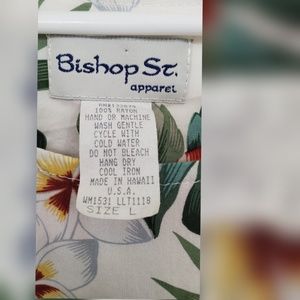 Bishop St.
apparel
100% RAYON
HAND OR MACHINE
WASH GENTLE
CYCLE WITH
COLD WATER
DO NOT BLEACH
HANG DRY
COOL IRON
MADE IN HAWAII
U.S.A.
WM1531 LLT1118
SIZE L